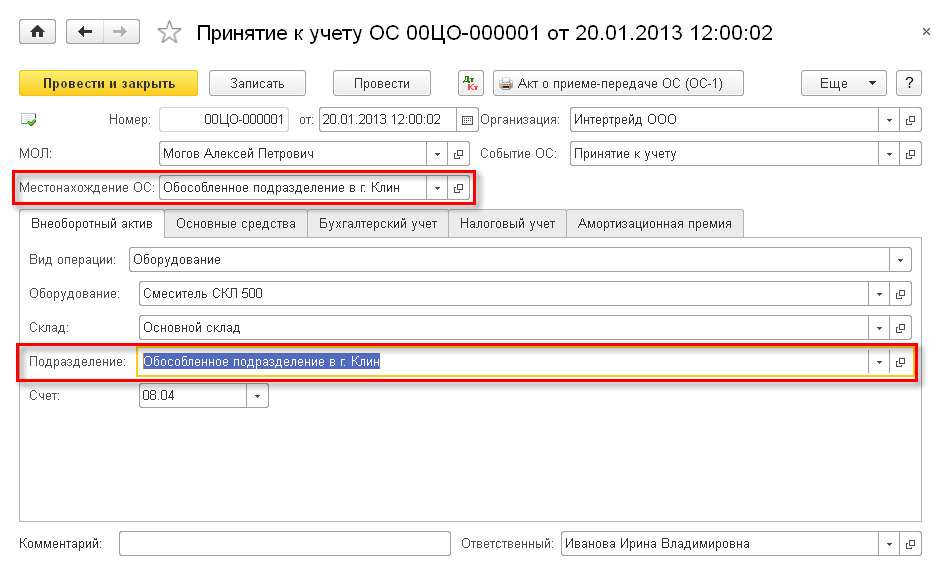 Принятие к учету ОС 00ЦО-000001 от 20.01.2013 12:00:02
Провести и закрыть Записать Провести Дт Кт Акт о приеме-передаче ОС (ОС-1) Еще ?
Номер: 00ЦО-000001 от: 20.01.2013 12:00:02 Организация: Интертрейд ООО
МОЛ: Могов Алексей Петрович Событие ОС: Принятие к учету
Местонахождение ОС: Обособленное подразделение в г. Клин
Внеоборотный актив Основные средства Бухгалтерский учет Налоговый учет Амортизационная премия
Вид операции: Оборудование
Оборудование: Смеситель СКЛ 500
Склад: Основной склад
Подразделение: Обособленное подразделение в г. Клин
Счет: 08.04
Комментарий: Ответственный: Иванова Ирина Владимировна